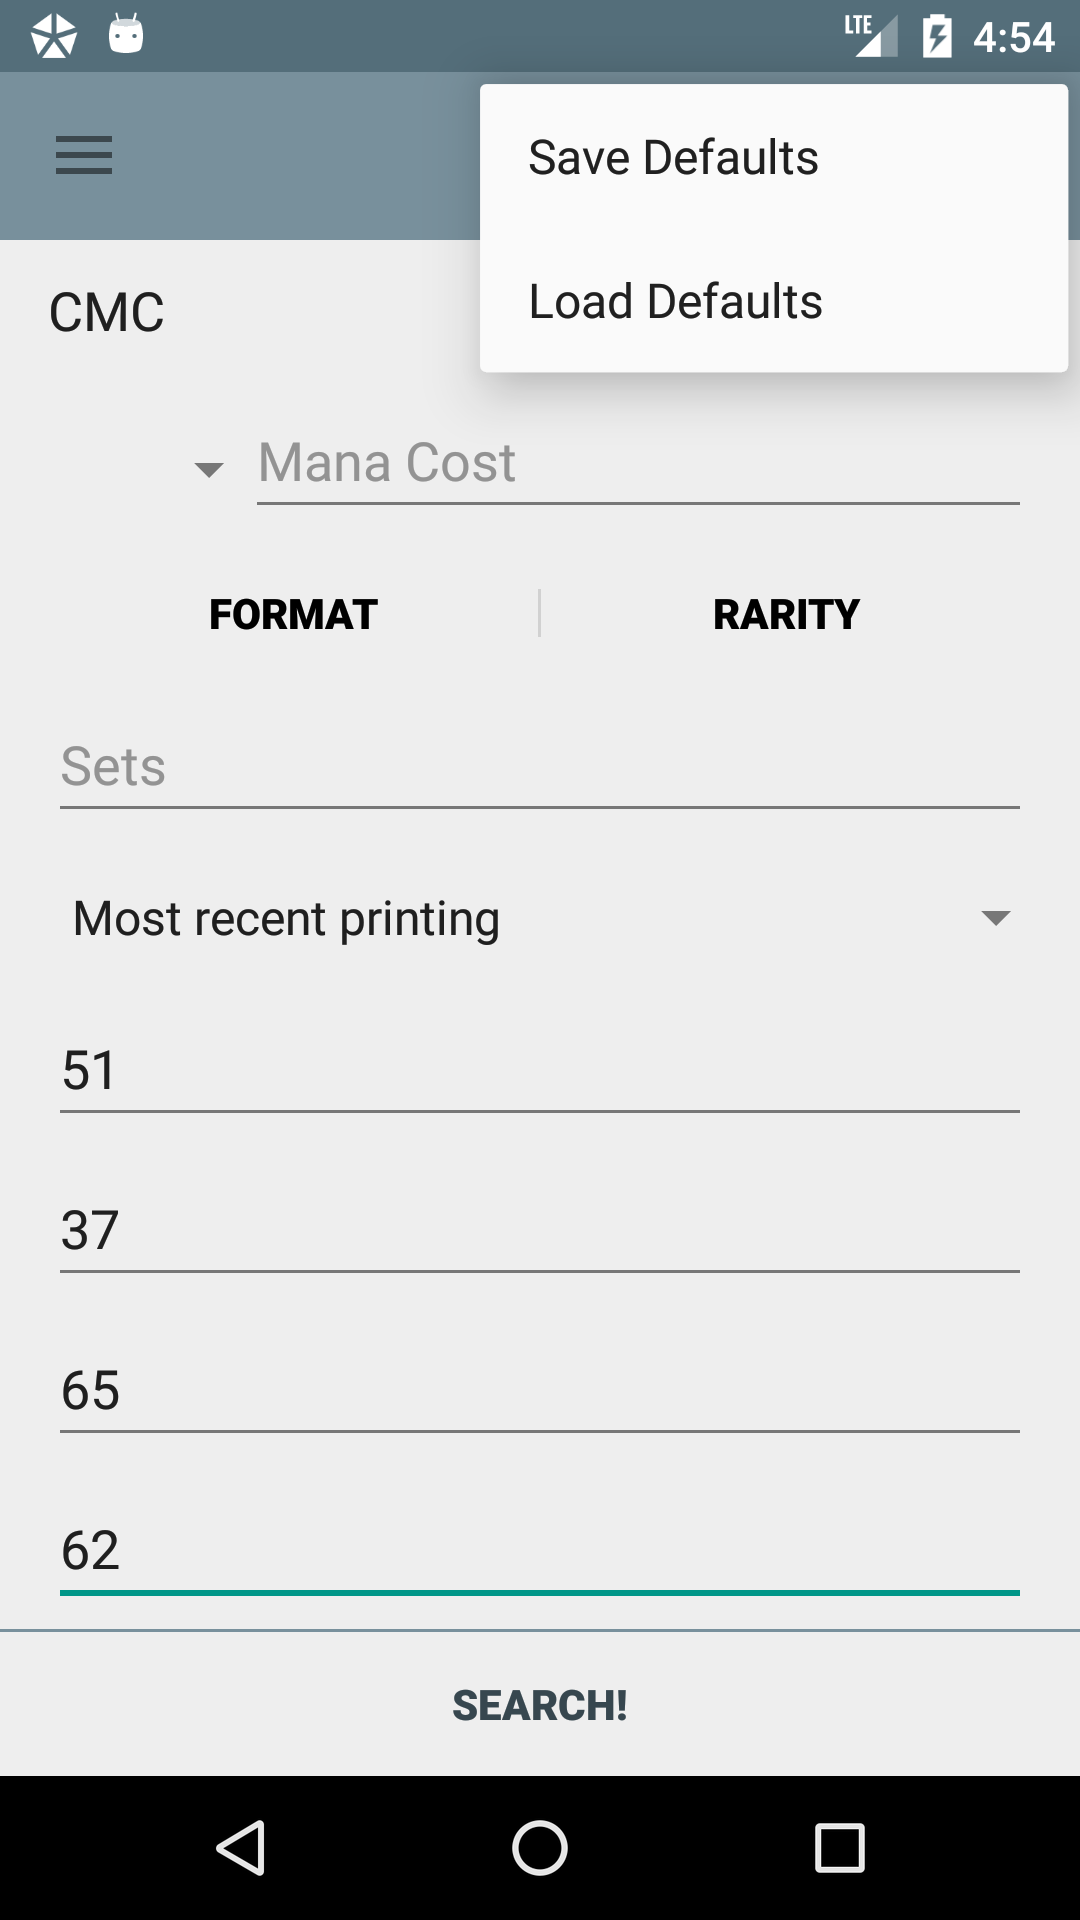 LTE 4:54
Save Defaults
Load Defaults
CMC
Mana Cost
FORMAT RARITY
Sets
Most recent printing
51
37
65
62
SEARCH!